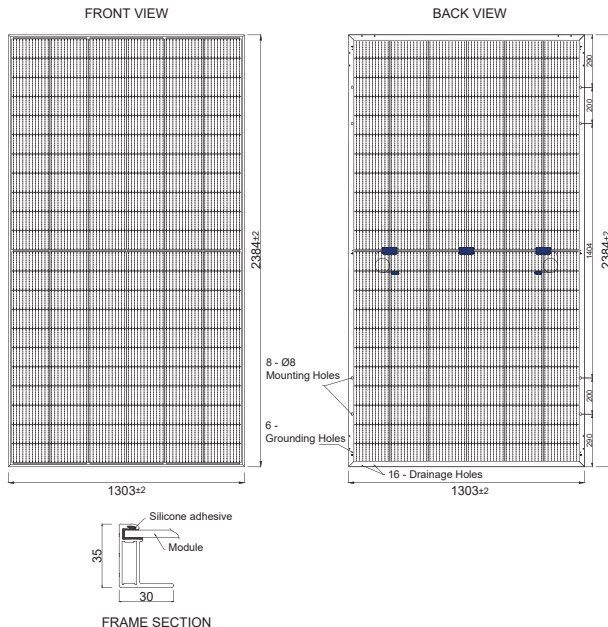 FRONT VIEW
BACK VIEW
2384±2
1303±2
290
200
1404
2384±2
200
290
8 - Ø8
Mounting Holes
6 -
Grounding Holes
16 - Drainage Holes
1303±2
Silicone adhesive
Module
35
30
FRAME SECTION